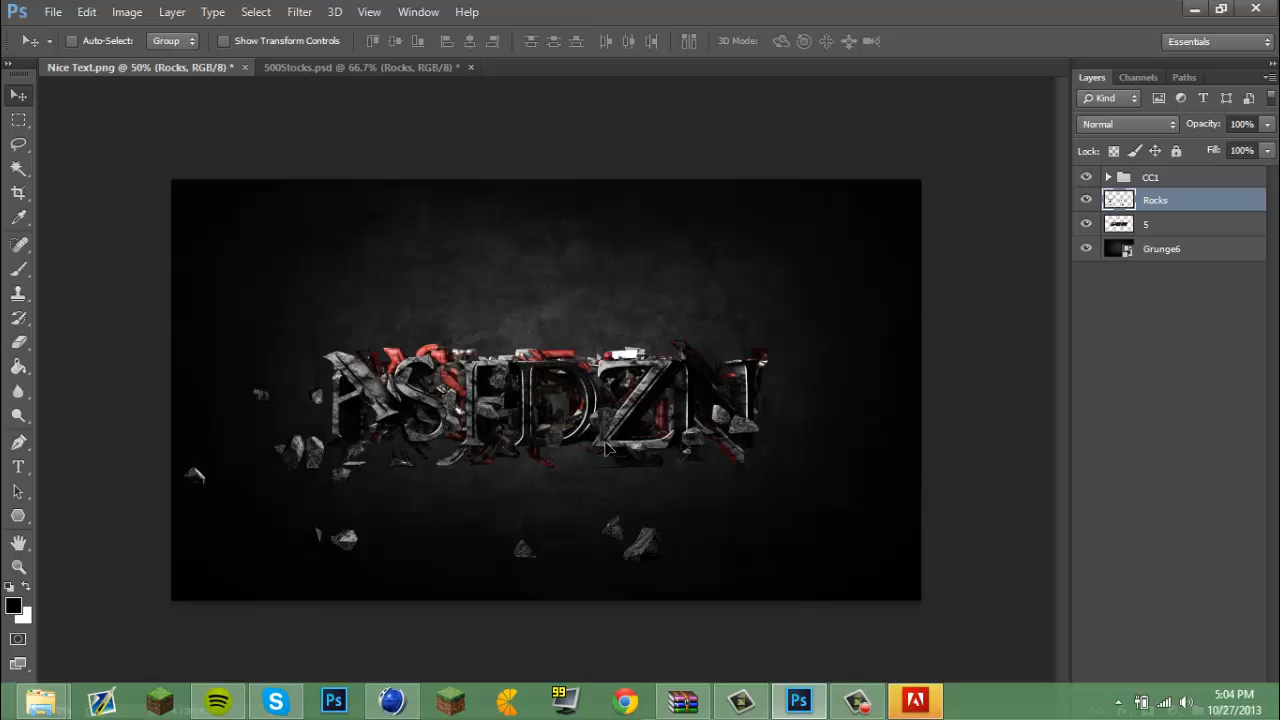 Ps File Edit Image Layer Type Select Filter 3D View Window Help
Auto-Select: Group Show Transform Controls 3D Mode: Essentials
Nice Text.png @ 50% (Rocks, RGB/8) * × 500Stocks.psd @ 66.7% (Rocks, RGB/8) * ×
Layers Channels Paths
Kind
Normal Opacity: 100%
Lock: Fill: 100%
CC1
Rocks
5
Grunge6
ASHDZN
99
5:04 PM
10/27/2013